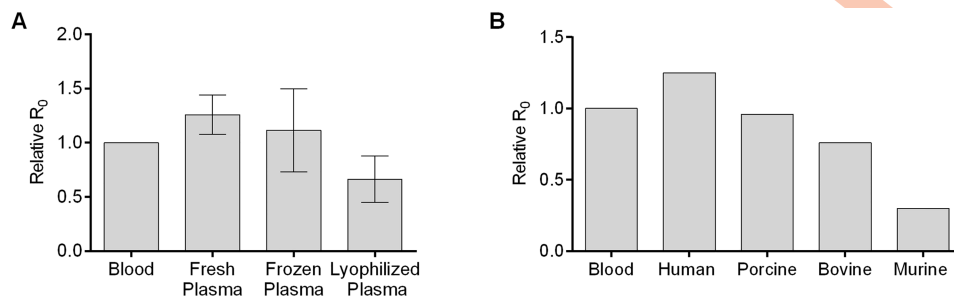 A
Relative R0
2.0
1.5
1.0
0.5
0.0
Blood
Fresh
Plasma
Frozen
Plasma
Lyophilized
Plasma
B
Relative R0
1.5
1.0
0.5
0.0
Blood
Human
Porcine
Bovine
Murine